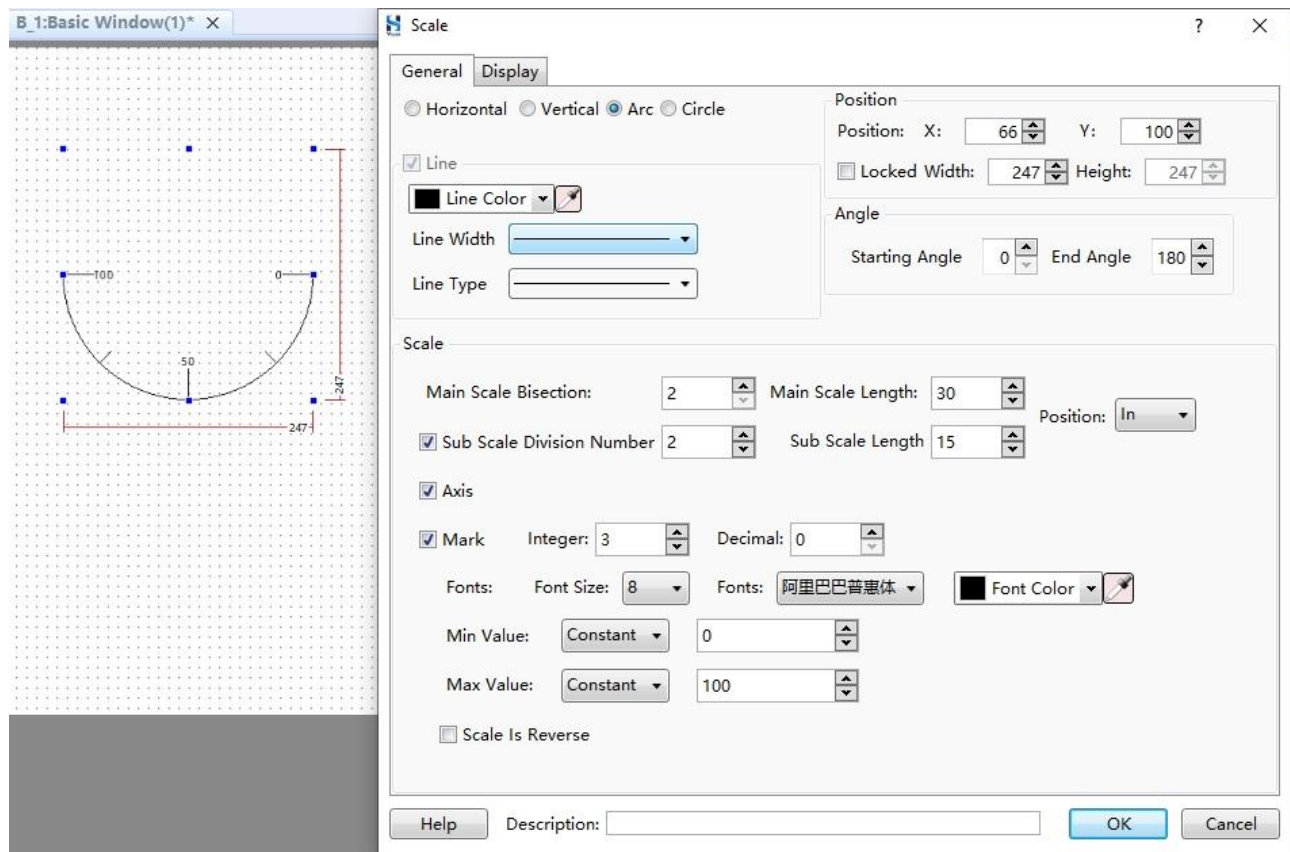 B_1:Basic Window(1)* X
Scale ? X
General Display
Horizontal Vertical Arc Circle
Position
Position: X: 66 Y: 100
Line
Locked Width: 247 Height: 247
Line Color
Angle
Line Width
Starting Angle 0 End Angle 180
Line Type
100 0
50
247
247
Scale
Main Scale Bisection: 2 Main Scale Length: 30
Position: In
Sub Scale Division Number 2 Sub Scale Length 15
Axis
Mark Integer: 3 Decimal: 0
Fonts: Font Size: 8 Fonts: 阿里巴巴普惠体 Font Color
Min Value: Constant 0
Max Value: Constant 100
Scale Is Reverse
Help Description: OK Cancel